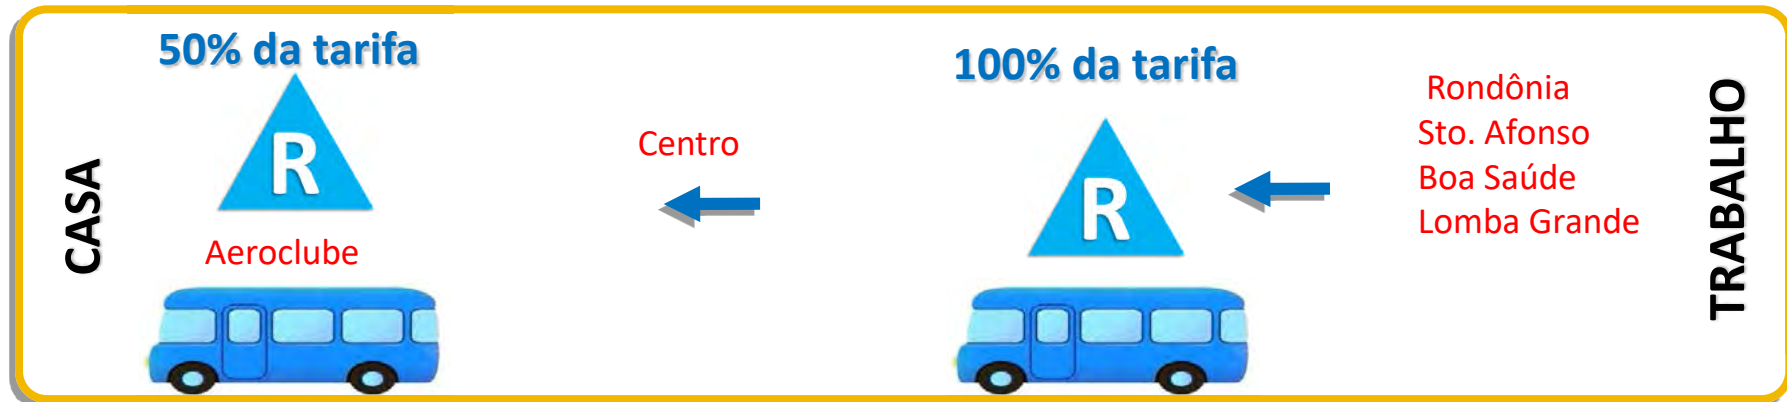 50% da tarifa
R
Aeroclube
CASA
Centro
100% da tarifa
R
Rondônia
Sto. Afonso
Boa Saúde
Lomba Grande
TRABALHO